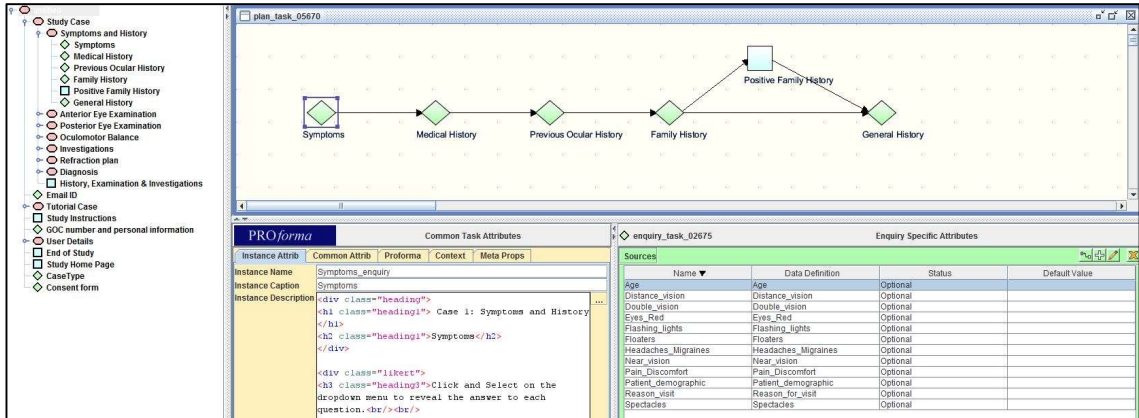 Study Case
Symptoms and History
Symptoms
Medical History
Previous Ocular History
Family History
Positive Family History
General History
Anterior Eye Examination
Posterior Eye Examination
Oculomotor Balance
Investigations
Refraction plan
Diagnosis
History, Examination & Investigations
Email ID
Tutorial Case
Study Instructions
GOC number and personal information
User Details
End of Study
Study Home Page
CaseType
Consent form
plan_task_05670
Positive Family History
Symptoms Medical History Previous Ocular History Family History General History
PROforma Common Task Attributes
Instance Attrib Common Attrib Proforma Context Meta Props
Instance Name Symptoms_enquiry
Instance Caption Symptoms
Instance Description <div class="heading"> ...
<h1 class="heading1"> Case 1: Symptoms and History
</h1>
<h2 class="heading1">Symptoms</h2>
</div>
<div class="likert">
<h3 class="heading3">Click and Select on the
dropdown menu to reveal the answer to each
question.<br/><br/>
enquiry_task_02675 Enquiry Specific Attributes
Sources
Name ▼ Data Definition Status Default Value
Age Age Optional
Distance_vision Distance_vision Optional
Double_vision Double_vision Optional
Eyes_Red Eyes_Red Optional
Flashing_lights Flashing_lights Optional
Floaters Floaters Optional
Headaches_Migraines Headaches_Migraines Optional
Near_vision Near_vision Optional
Pain_Discomfort Pain_Discomfort Optional
Patient_demographic Patient_demographic Optional
Reason_visit Reason_for_visit Optional
Spectacles Spectacles Optional